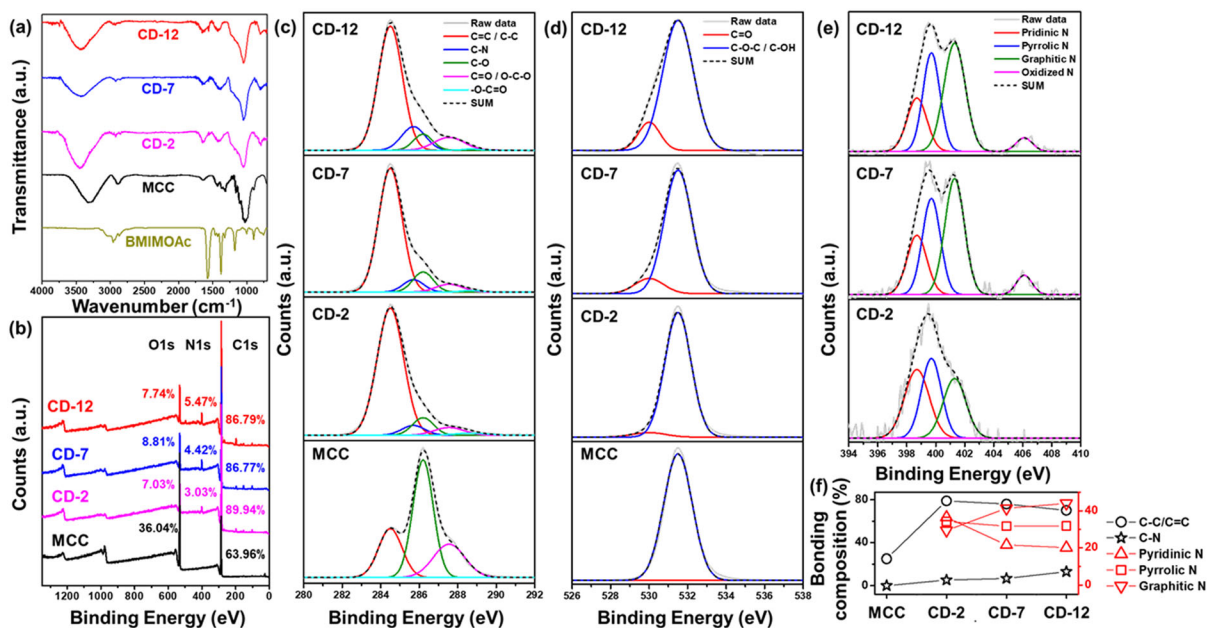 (a)
CD-12
CD-7
CD-2
MCC
BMIMOAc
Transmittance (a.u.)
4000 3500 3000 2500 2000 1500 1000
Wavenumber (cm⁻¹)
(b)
O1s N1s C1s
7.74% 5.47% 86.79%
CD-12
8.81% 4.42% 86.77%
CD-7
7.03% 3.03% 89.94%
CD-2
36.04% 63.96%
MCC
Counts (a.u.)
1200 1000 800 600 400 200 0
Binding Energy (eV)
(c)
CD-12
Raw data
C=C / C-C
C-N
C-O
C=O / O-C-O
-O-C=O
SUM
CD-7
CD-2
MCC
Counts (a.u.)
280 282 284 286 288 290 292
Binding Energy (eV)
(d)
CD-12
Raw data
C=O
C-O-C / C-OH
SUM
CD-7
CD-2
MCC
Counts (a.u.)
526 528 530 532 534 536 538
Binding Energy (eV)
(e)
CD-12
Raw data
Pridinic N
Pyrrolic N
Graphitic N
Oxidized N
SUM
CD-7
CD-2
Counts (a.u.)
394 396 398 400 402 404 406 408 410
Binding Energy (eV)
(f)
Bonding
composition (%)
80
40
0
40
20
0
MCC CD-2 CD-7 CD-12
C-C/C=C
C-N
Pyridinic N
Pyrrolic N
Graphitic N